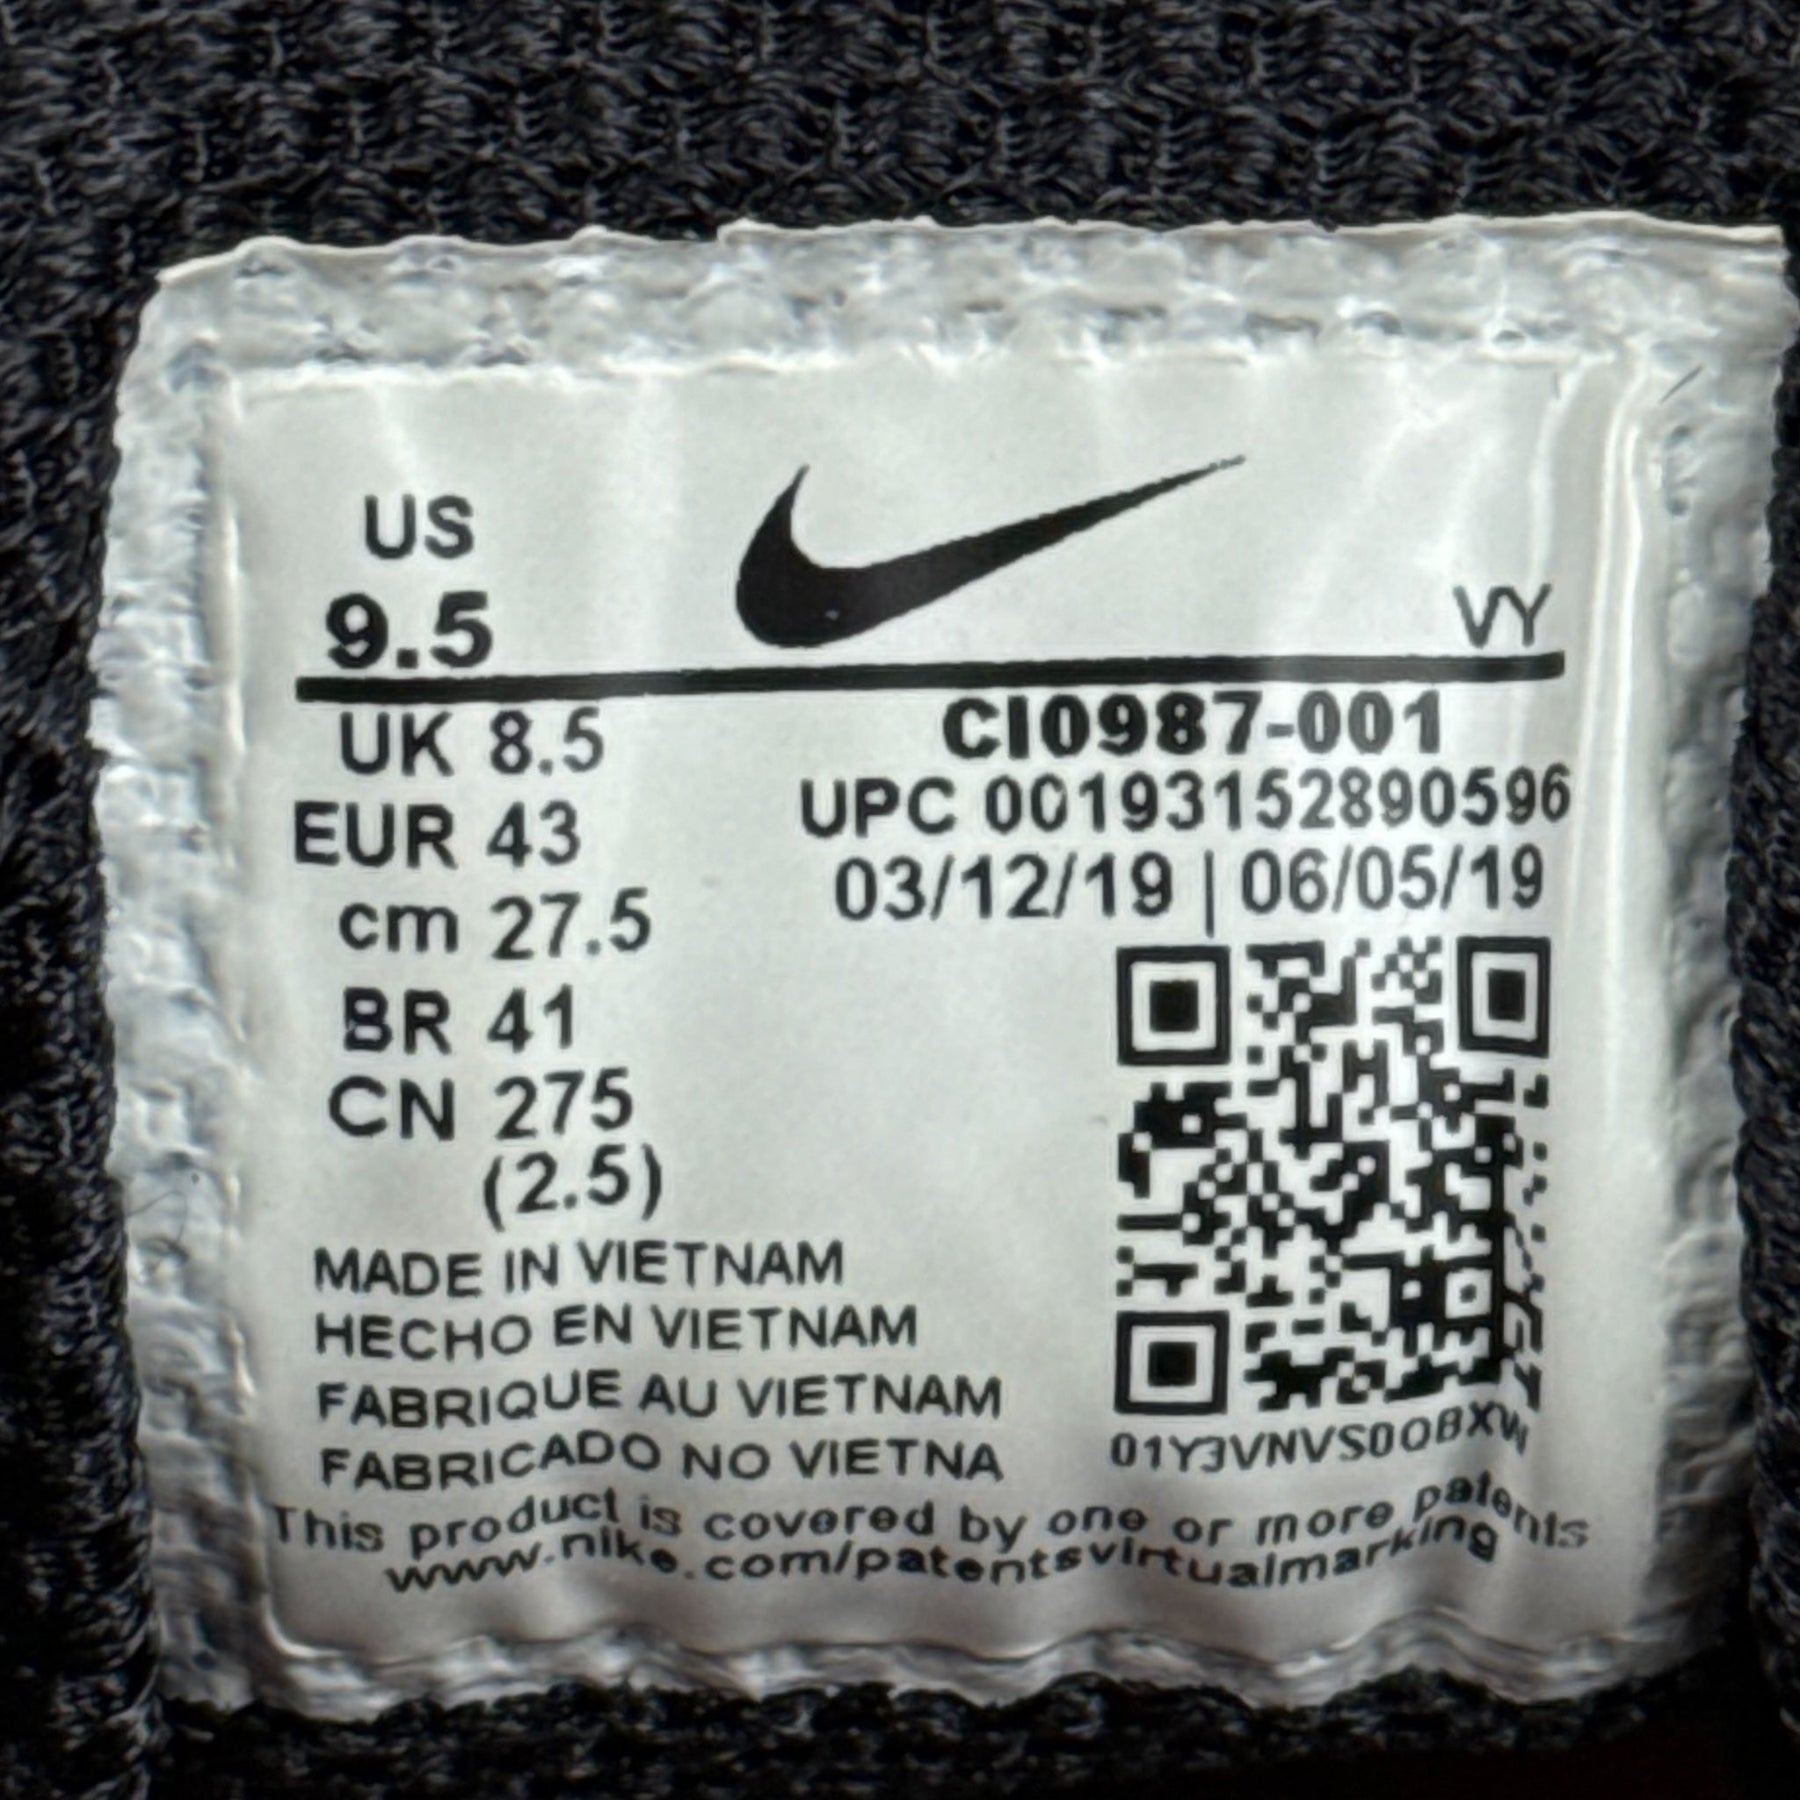 US
9.5
VY
UK 8.5
EUR 43
cm 27.5
BR 41
CN 275
(2.5)
CI0987-001
UPC 00193152890596
03/12/19 | 06/05/19
MADE IN VIETNAM
HECHO EN VIETNAM
FABRIQUE AU VIETNAM
FABRICADO NO VIETNA
01Y3VNVS0OBXW
This product is covered by one or more patents
www.nike.com/patentsvirtualmarking